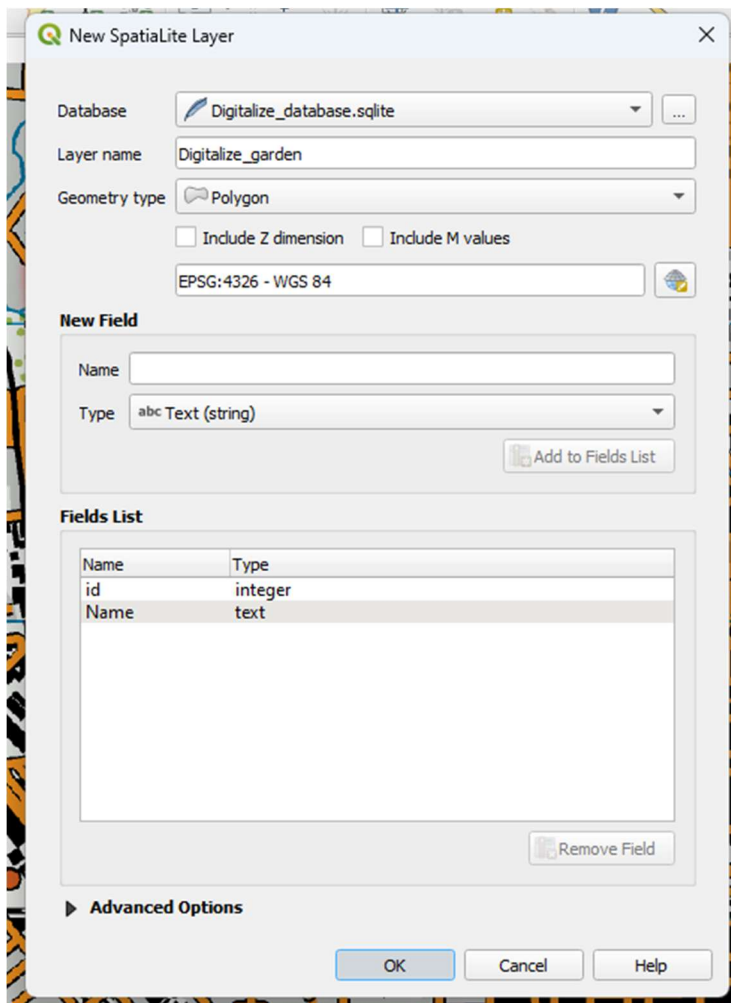 New SpatiaLite Layer
Database Digitalize_database.sqlite ...
Layer name Digitalize_garden
Geometry type Polygon
Include Z dimension Include M values
EPSG:4326 - WGS 84
New Field
Name
Type abc Text (string)
Add to Fields List
Fields List
Name Type
id integer
Name text
Remove Field
Advanced Options
OK Cancel Help